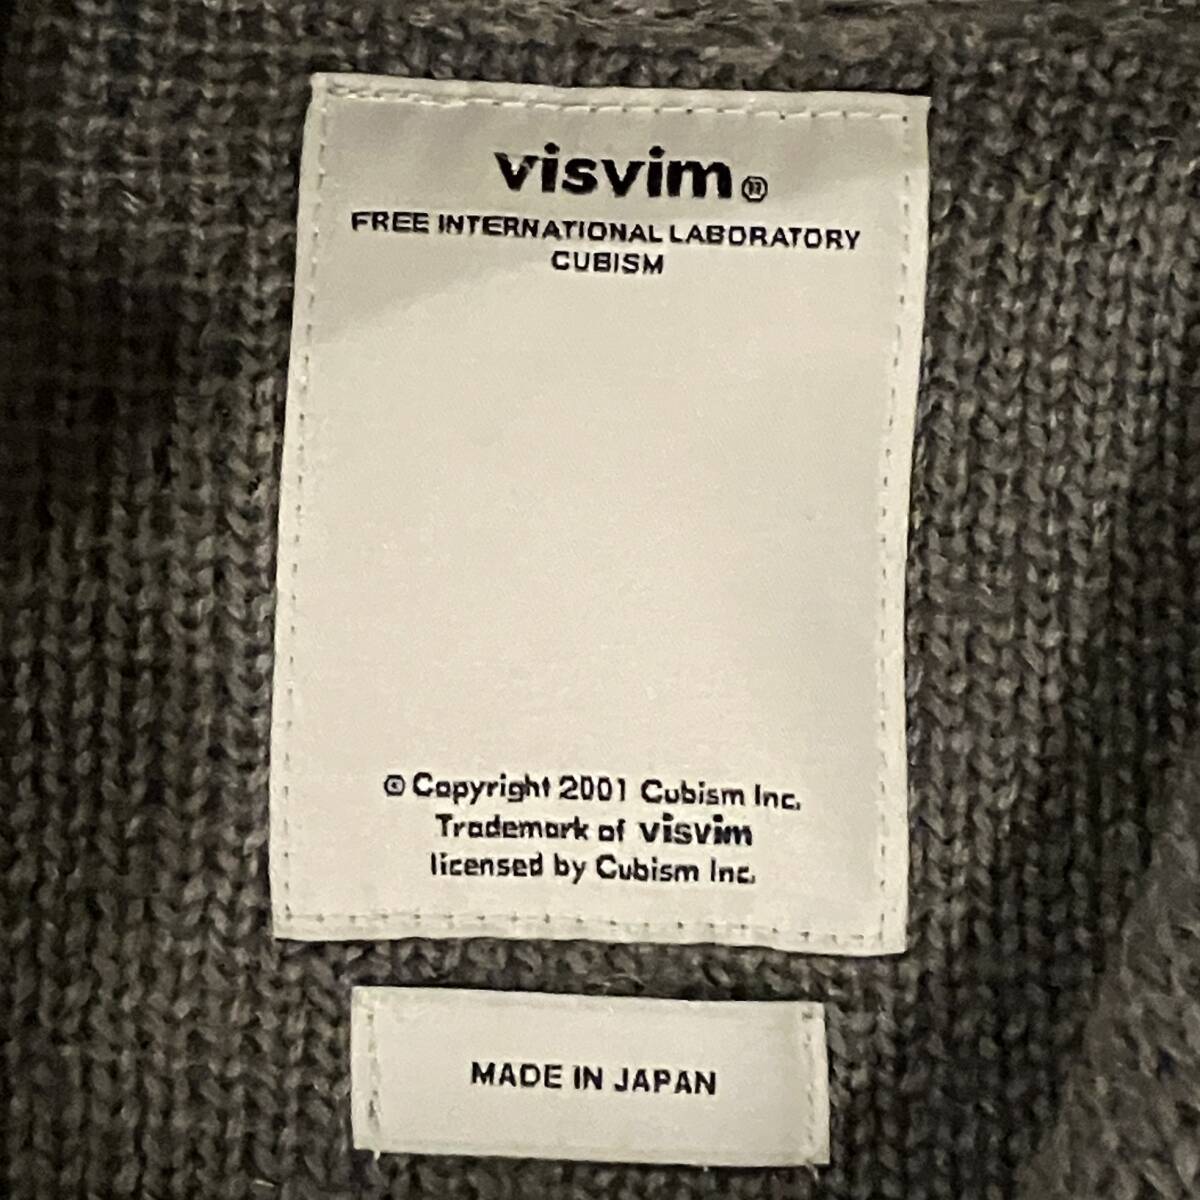 visvim®
FREE INTERNATIONAL LABORATORY
CUBISM
© Copyright 2001 Cubism Inc.
Trademark of visvim
licensed by Cubism Inc.
MADE IN JAPAN